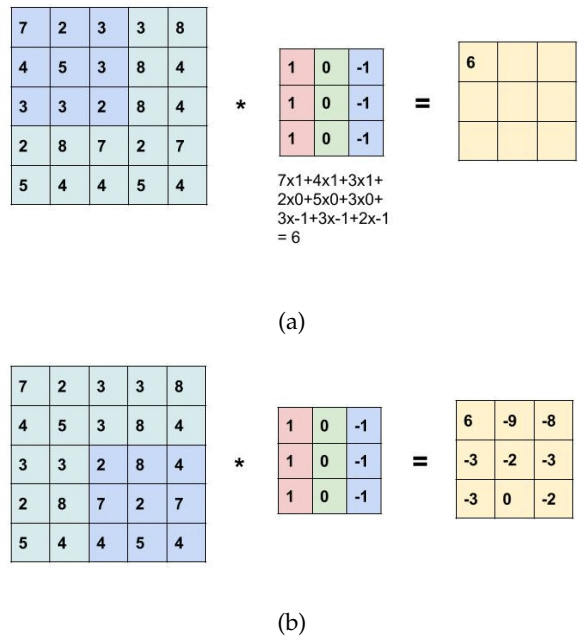 7 2 3 3 8
4 5 3 8 4
3 3 2 8 4
2 8 7 2 7
5 4 4 5 4
*
1 0 -1
1 0 -1
1 0 -1
7x1+4x1+3x1+
2x0+5x0+3x0+
3x-1+3x-1+2x-1
= 6
=
6
(a)
7 2 3 3 8
4 5 3 8 4
3 3 2 8 4
2 8 7 2 7
5 4 4 5 4
*
1 0 -1
1 0 -1
1 0 -1
=
6 -9 -8
-3 -2 -3
-3 0 -2
(b)